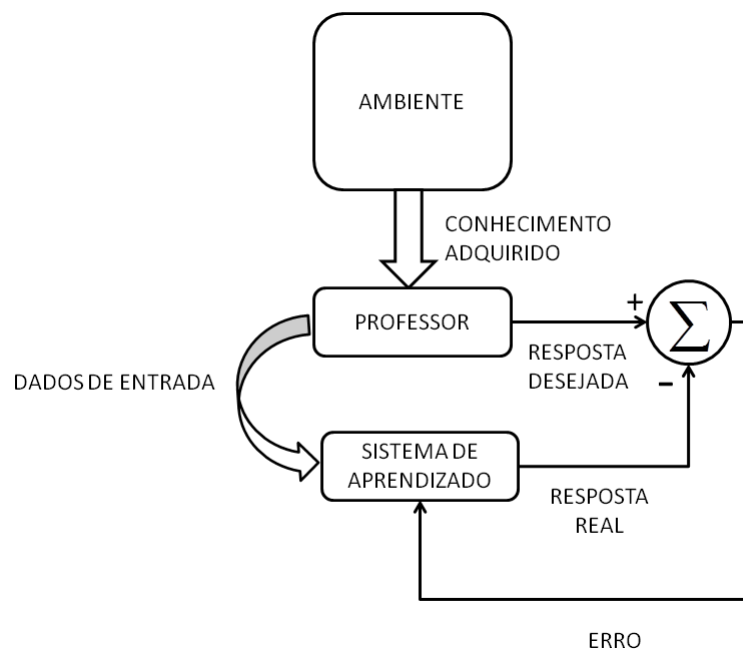 AMBIENTE
CONHECIMENTO
ADQUIRIDO
PROFESSOR
+
Σ
RESPOSTA
DESEJADA
-
DADOS DE ENTRADA
SISTEMA DE
APRENDIZADO
RESPOSTA
REAL
ERRO